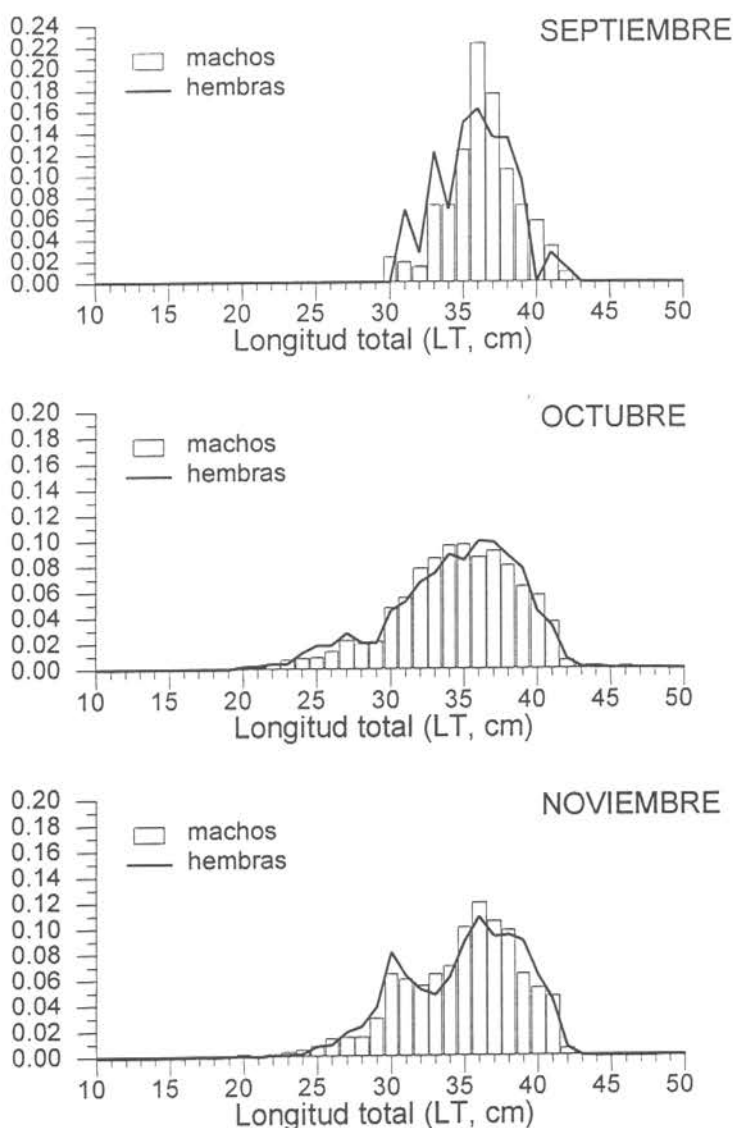 SEPTIEMBRE
0.24
0.22
0.20
0.18
0.16
0.14
0.12
0.10
0.08
0.06
0.04
0.02
0.00
machos
hembras
10 15 20 25 30 35 40 45 50
Longitud total (LT, cm)
OCTUBRE
0.20
0.18
0.16
0.14
0.12
0.10
0.08
0.06
0.04
0.02
0.00
machos
hembras
10 15 20 25 30 35 40 45 50
Longitud total (LT, cm)
NOVIEMBRE
0.20
0.18
0.16
0.14
0.12
0.10
0.08
0.06
0.04
0.02
0.00
machos
hembras
10 15 20 25 30 35 40 45 50
Longitud total (LT, cm)